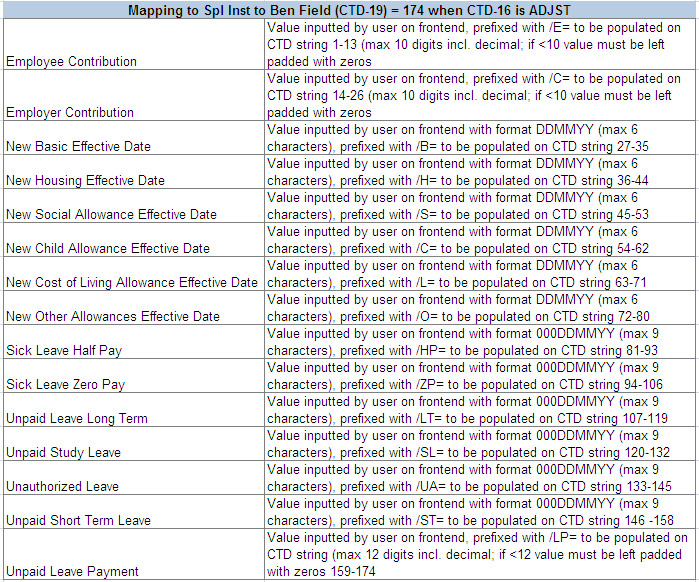 Mapping to Spl Inst to Ben Field (CTD-19) = 174 when CTD-16 is ADJST
Employee Contribution
Value inputted by user on frontend, prefixed with /E= to be populated on
CTD string 1-13 (max 10 digits incl. decimal; if <10 value must be left
padded with zeros
Employer Contribution
Value inputted by user on frontend, prefixed with /C= to be populated on
CTD string 14-26 (max 10 digits incl. decimal; if <10 value must be left
padded with zeros
New Basic Effective Date
Value inputted by user on frontend with format DDMMYY (max 6
characters), prefixed with /B= to be populated on CTD string 27-35
New Housing Effective Date
Value inputted by user on frontend with format DDMMYY (max 6
characters), prefixed with /H= to be populated on CTD string 36-44
New Social Allowance Effective Date
Value inputted by user on frontend with format DDMMYY (max 6
characters), prefixed with /S= to be populated on CTD string 45-53
New Child Allowance Effective Date
Value inputted by user on frontend with format DDMMYY (max 6
characters), prefixed with /C= to be populated on CTD string 54-62
New Cost of Living Allowance Effective Date
Value inputted by user on frontend with format DDMMYY (max 6
characters), prefixed with /L= to be populated on CTD string 63-71
New Other Allowances Effective Date
Value inputted by user on frontend with format DDMMYY (max 6
characters), prefixed with /O= to be populated on CTD string 72-80
Sick Leave Half Pay
Value inputted by user on frontend with format 000DDMMYY (max 9
characters), prefixed with /HP= to be populated on CTD string 81-93
Sick Leave Zero Pay
Value inputted by user on frontend with format 000DDMMYY (max 9
characters), prefixed with /ZP= to be populated on CTD string 94-106
Unpaid Leave Long Term
Value inputted by user on frontend with format 000DDMMYY (max 9
characters), prefixed with /LT= to be populated on CTD string 107-119
Unpaid Study Leave
Value inputted by user on frontend with format 000DDMMYY (max 9
characters), prefixed with /SL= to be populated on CTD string 120-132
Unauthorized Leave
Value inputted by user on frontend with format 000DDMMYY (max 9
characters), prefixed with /UA= to be populated on CTD string 133-145
Unpaid Short Term Leave
Value inputted by user on frontend with format 000DDMMYY (max 9
characters), prefixed with /ST= to be populated on CTD string 146 -158
Unpaid Leave Payment
Value inputted by user on frontend, prefixed with /LP= to be populated on
CTD string (max 12 digits incl. decimal; if <12 value must be left padded
with zeros 159-174